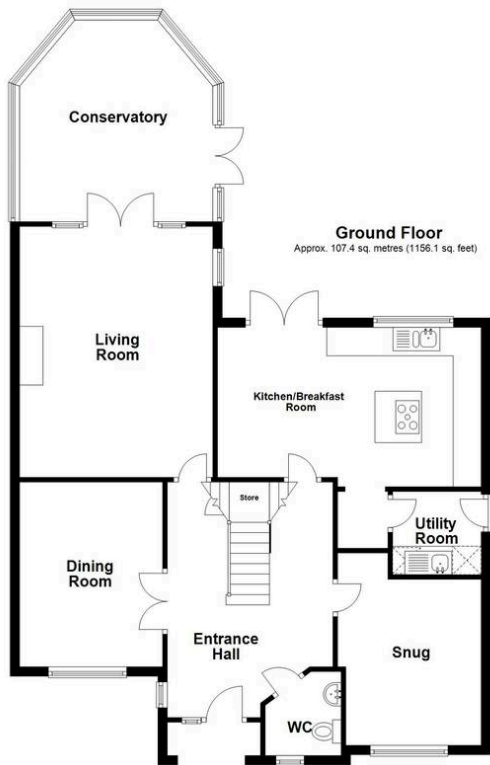 Conservatory
Ground Floor
Approx. 107.4 sq. metres (1156.1 sq. feet)
Living
Room
Kitchen/Breakfast
Room
Store
Utility
Room
Dining
Room
Entrance
Hall
Snug
WC